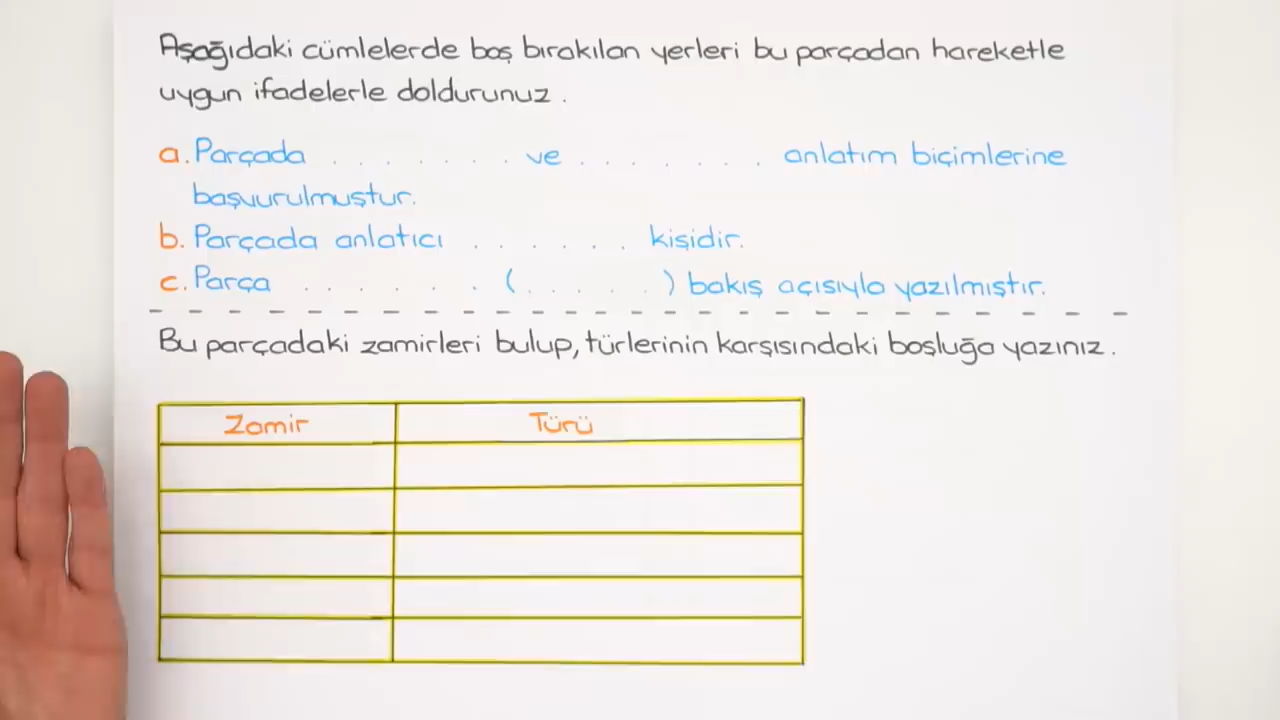 Aşağıdaki cümlelerde boş bırakılan yerleri bu parçadan hareketle
uygun ifadelerle doldurunuz.
a. Parçada . . . . . . . ve . . . . . . . anlatım biçimlerine
başvurulmuştur.
b. Parçada anlatıcı . . . . . . kişidir.
c. Parça . . . . . . . ( . . . . . . ) bakış açısıyla yazılmıştır.
Bu parçadaki zamirleri bulup, türlerinin karşısındaki boşluğa yazınız.
Zamir Türü